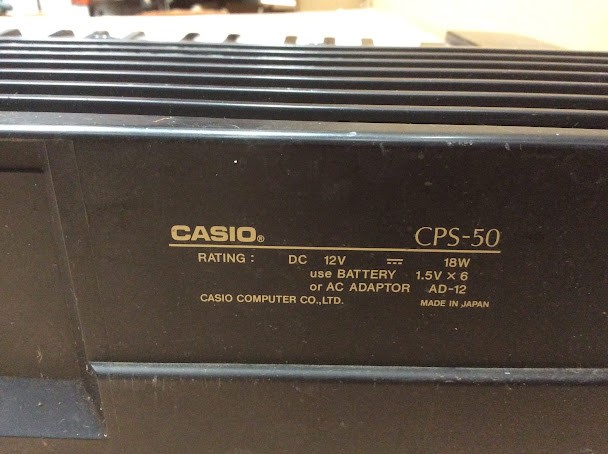 CASIO® CPS-50
RATING : DC 12V ⎓ 18W
use BATTERY 1.5V × 6
or AC ADAPTOR AD-12
CASIO COMPUTER CO.,LTD. MADE IN JAPAN